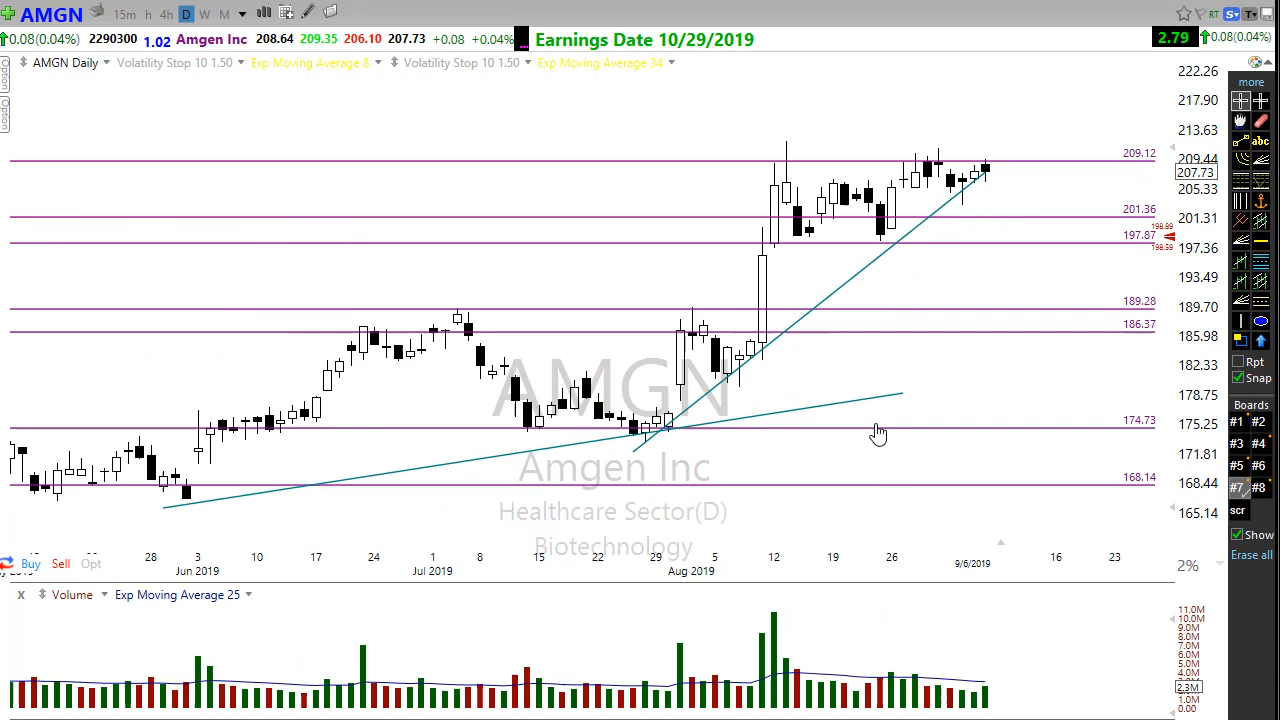 AMGN 15m h 4h D W M RT S T
0.08(0.04%) 2290300 1.02 Amgen Inc 208.64 209.35 206.10 207.73 +0.08 +0.04% Earnings Date 10/29/2019 2.79 0.08(0.04%)
Option
Option
AMGN Daily Volatility Stop 10 1.50 Exp Moving Average 8 Volatility Stop 10 1.50 Exp Moving Average 34
222.26
217.90
213.63
209.44
207.73
205.33
201.31
197.36
193.49
189.70
185.98
182.33
178.75
175.25
171.81
168.44
165.14
209.12
201.36
197.87
198.89
198.59
189.28
186.37
174.73
168.14
AMGN
Amgen Inc
Healthcare Sector(D)
Biotechnology
more
abc
Rpt
Snap
Boards
#1 #2
#3 #4
#5 #6
#7 #8
scr
Show
Erase all
28 3 10 17 24 1 8 15 22 29 5 12 19 26 9/6/2019 16 23
Jun 2019 Jul 2019 Aug 2019
Buy Sell Opt 2%
X Volume Exp Moving Average 25
11.0M
10.0M
9.0M
8.0M
7.0M
6.0M
5.0M
4.0M
2.3M
1.0M
0.00